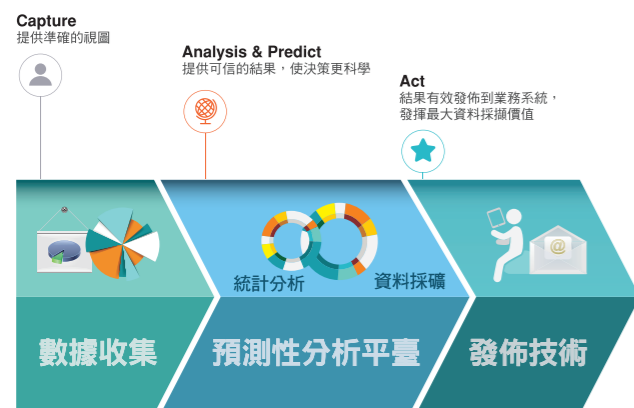 Capture
提供準確的視圖
Analysis & Predict
提供可信的結果，使決策更科學
Act
結果有效發佈到業務系統，
發揮最大資料採擷價值
統計分析
資料採礦
@
數據收集
預測性分析平臺
發佈技術